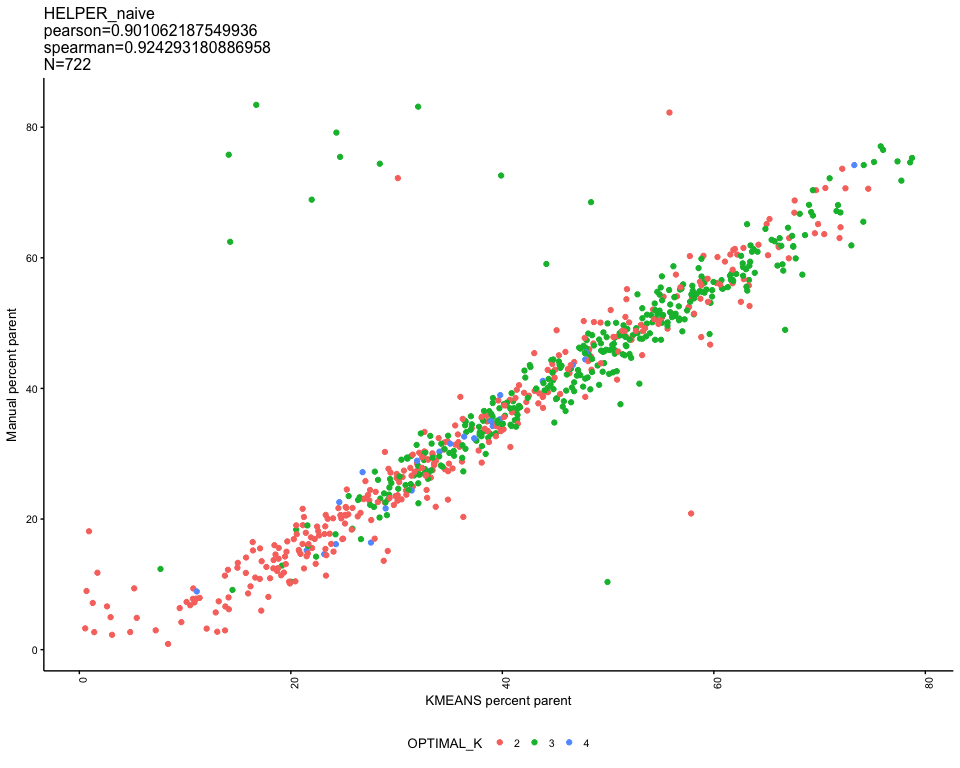 HELPER_naive
pearson=0.901062187549936
spearman=0.924293180886958
N=722
80
60
40
20
0
Manual percent parent
0
20
40
60
80
KMEANS percent parent
OPTIMAL_K 2 3 4